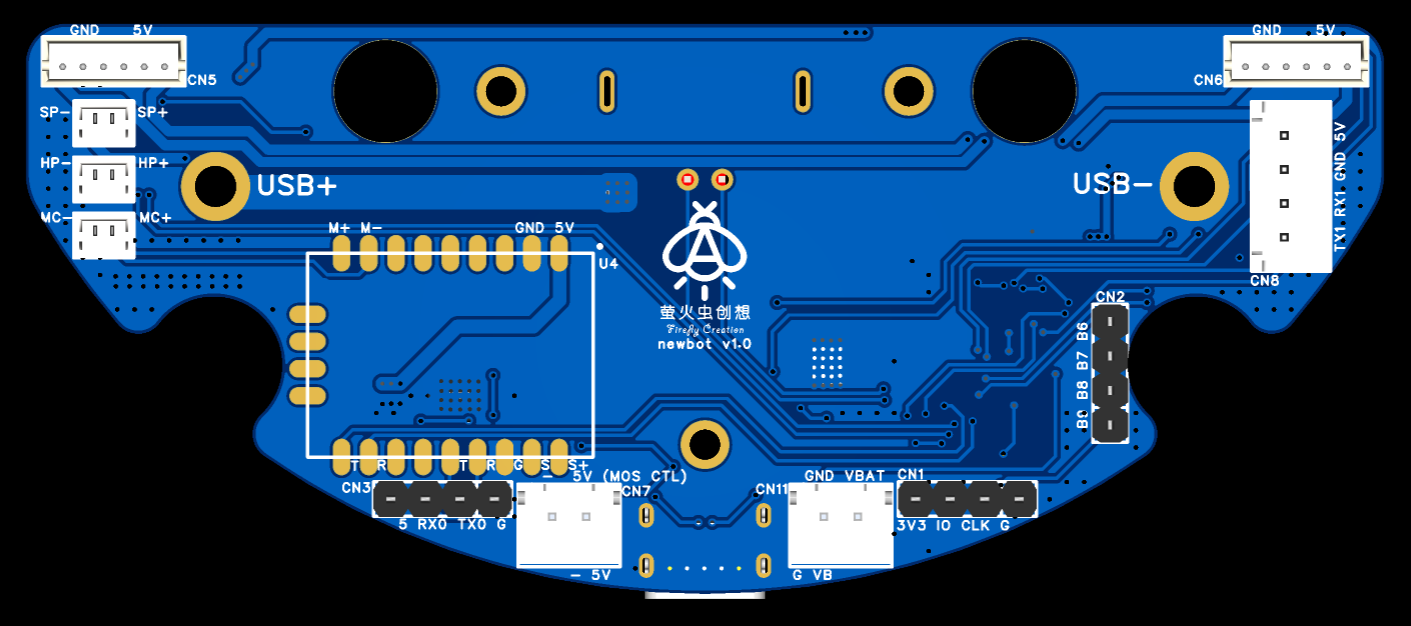 GND 5V
GND 5V
CN5
CN6
SP- SP+
5V GND RX1 TX1
HP- HP+
USB+
USB-
MC- MC+
M+ M- GND 5V
U4
CN8
CN2
萤火虫创想
Firefly Creation
newbot v1.0
B6 B7 B8 B9
T R T R G S S+
- 5V (MOS CTL)
GND VBAT
CN1
CN3
CN7
CN11
5 RX0 TX0 G
3V3 IO CLK G
- 5V
G VB